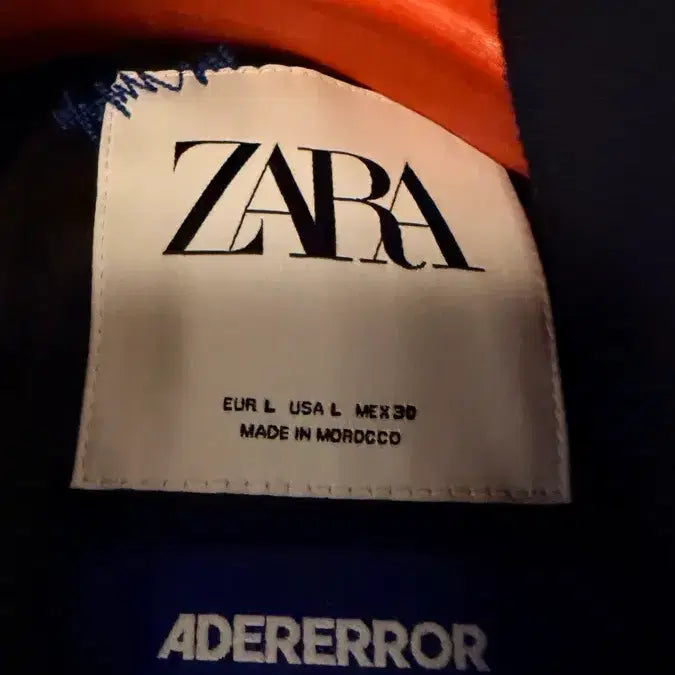 ZARA
EUR L USA L MEX 30
MADE IN MOROCCO
ADERERROR